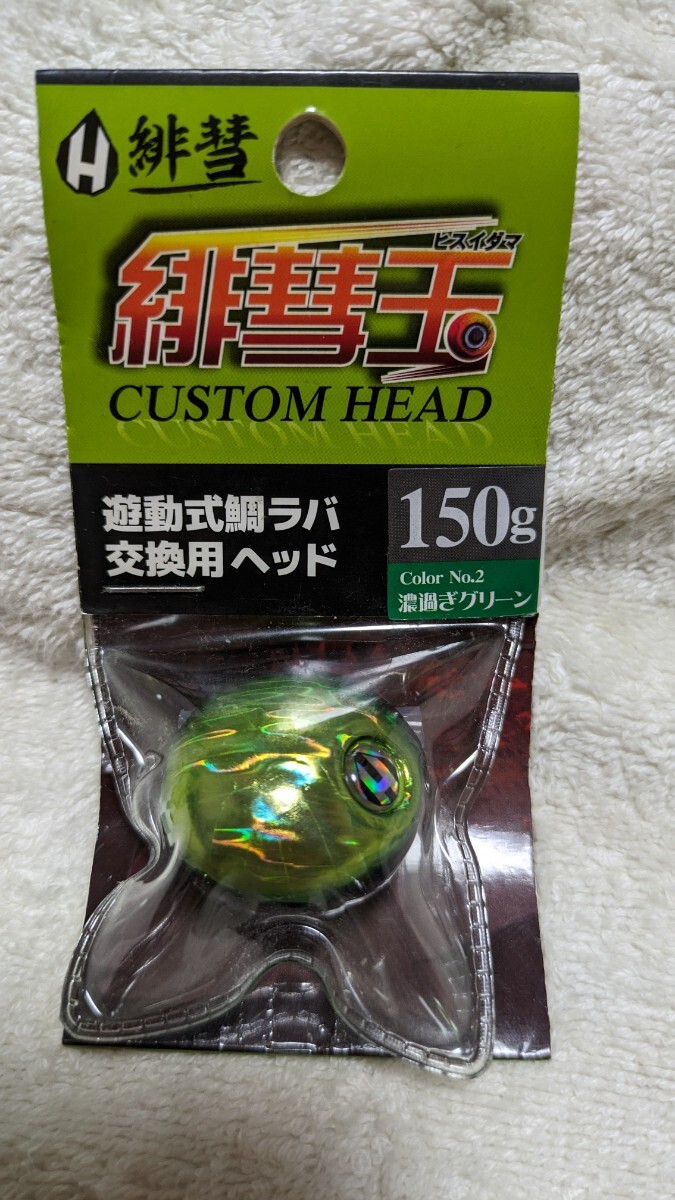 H 緋彗
ヒスイダマ
緋彗玉
CUSTOM HEAD
遊動式鯛ラバ
交換用ヘッド
150g
Color No.2
濃過ぎグリーン